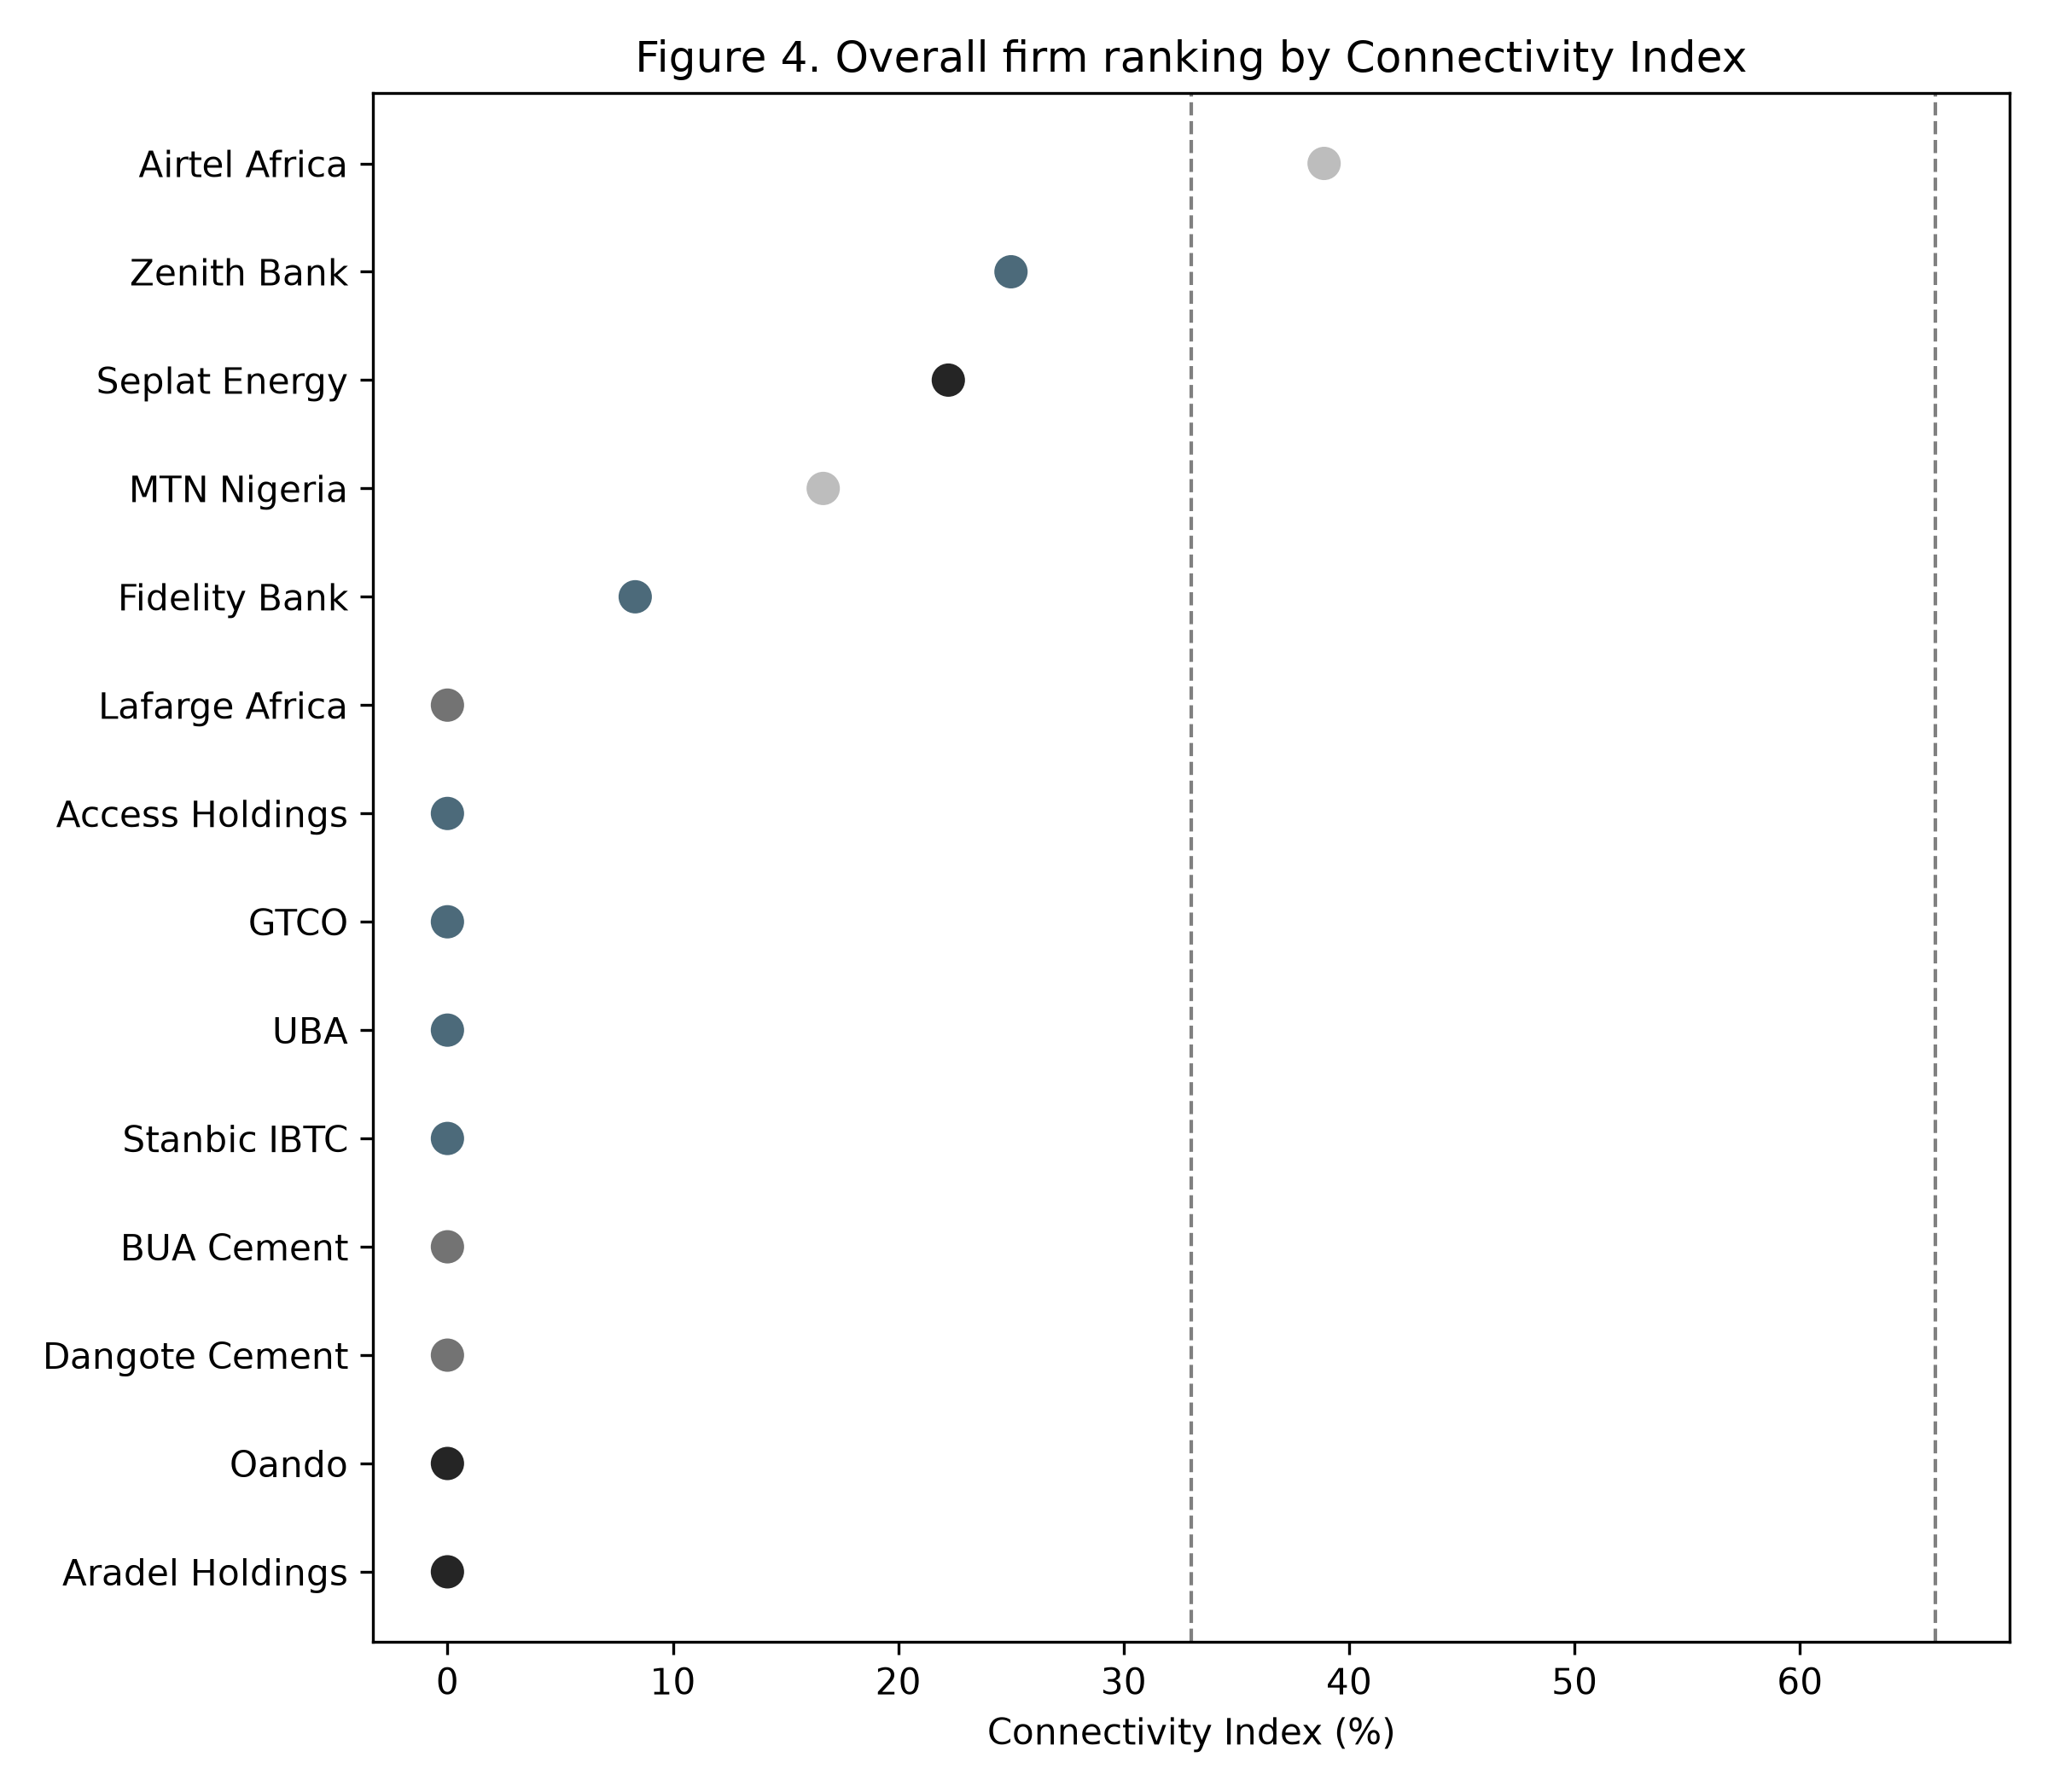 Figure 4. Overall firm ranking by Connectivity Index
Airtel Africa
Zenith Bank
Seplat Energy
MTN Nigeria
Fidelity Bank
Lafarge Africa
Access Holdings
GTCO
UBA
Stanbic IBTC
BUA Cement
Dangote Cement
Oando
Aradel Holdings
0 10 20 30 40 50 60
Connectivity Index (%)